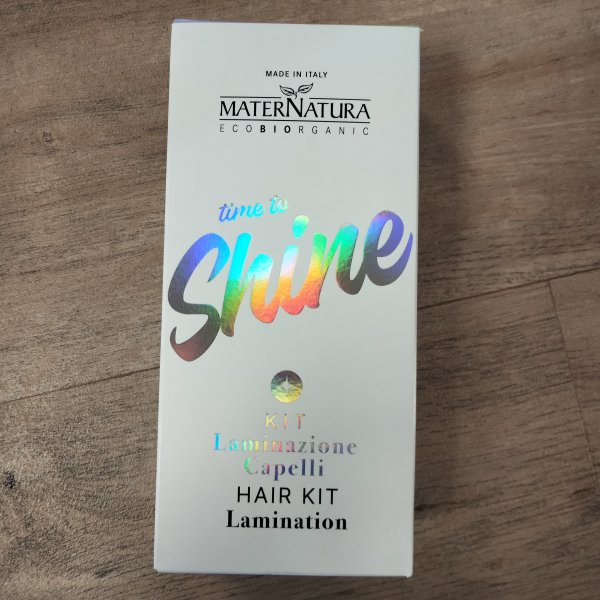 MADE IN ITALY
MATERNATURA
ECOBIORGANIC
time to
Shine
KIT
Laminazione
Capelli
HAIR KIT
Lamination